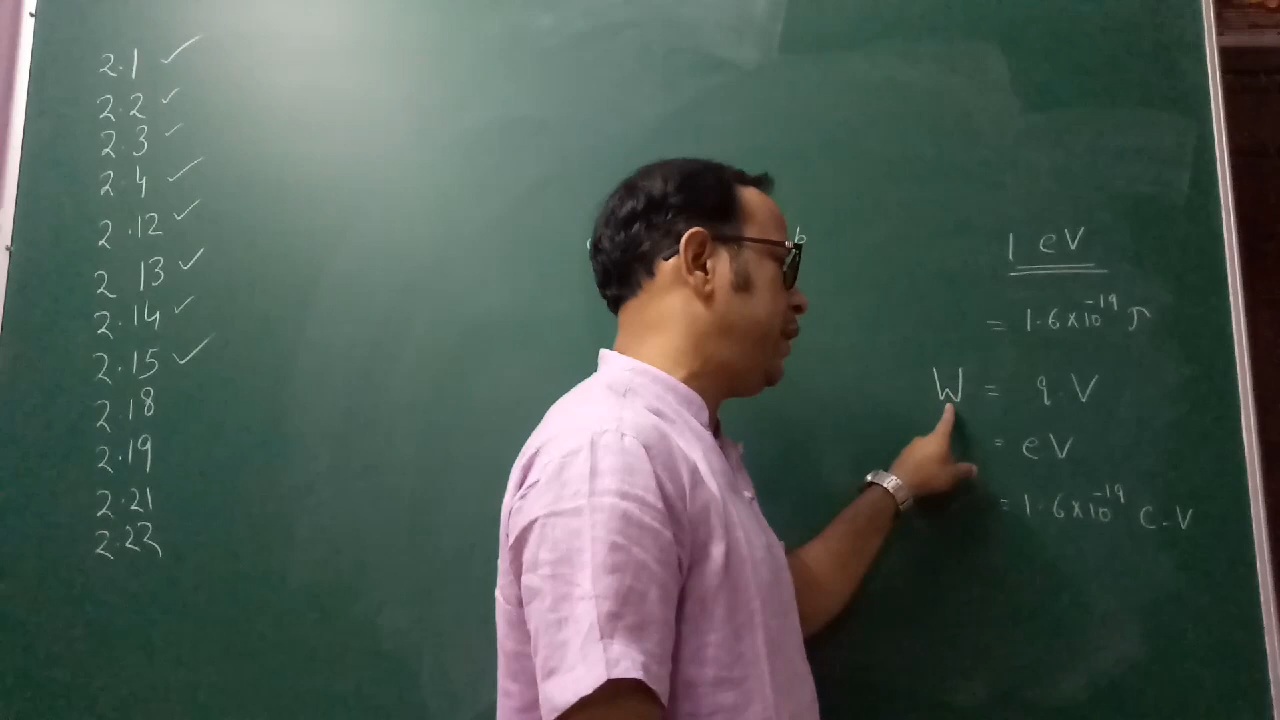 2.1 ✓
2.2 ✓
2.3 ✓
2.4 ✓
2.12 ✓
2.13 ✓
2.14 ✓
2.15 ✓
2.18
2.19
2.21
2.22
b
1 eV
= 1.6×10⁻¹⁹ J
W = q.V
= eV
= 1.6×10⁻¹⁹ C-V